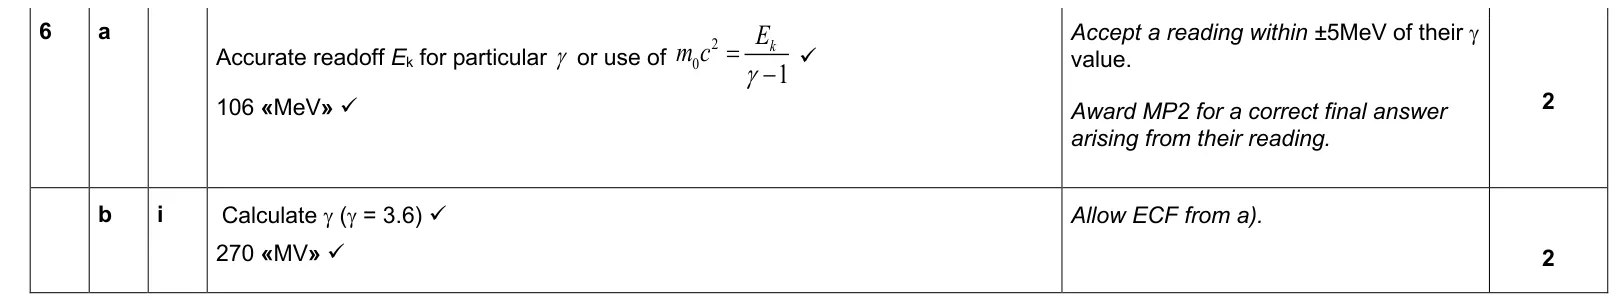 6 a
Accurate readoff Eₖ for particular γ or use of m₀c² = Eₖ / (γ−1) ✓
106 «MeV» ✓
Accept a reading within ±5MeV of their γ
value.
Award MP2 for a correct final answer
arising from their reading.
2
b i
Calculate γ (γ = 3.6) ✓
270 «MV» ✓
Allow ECF from a).
2